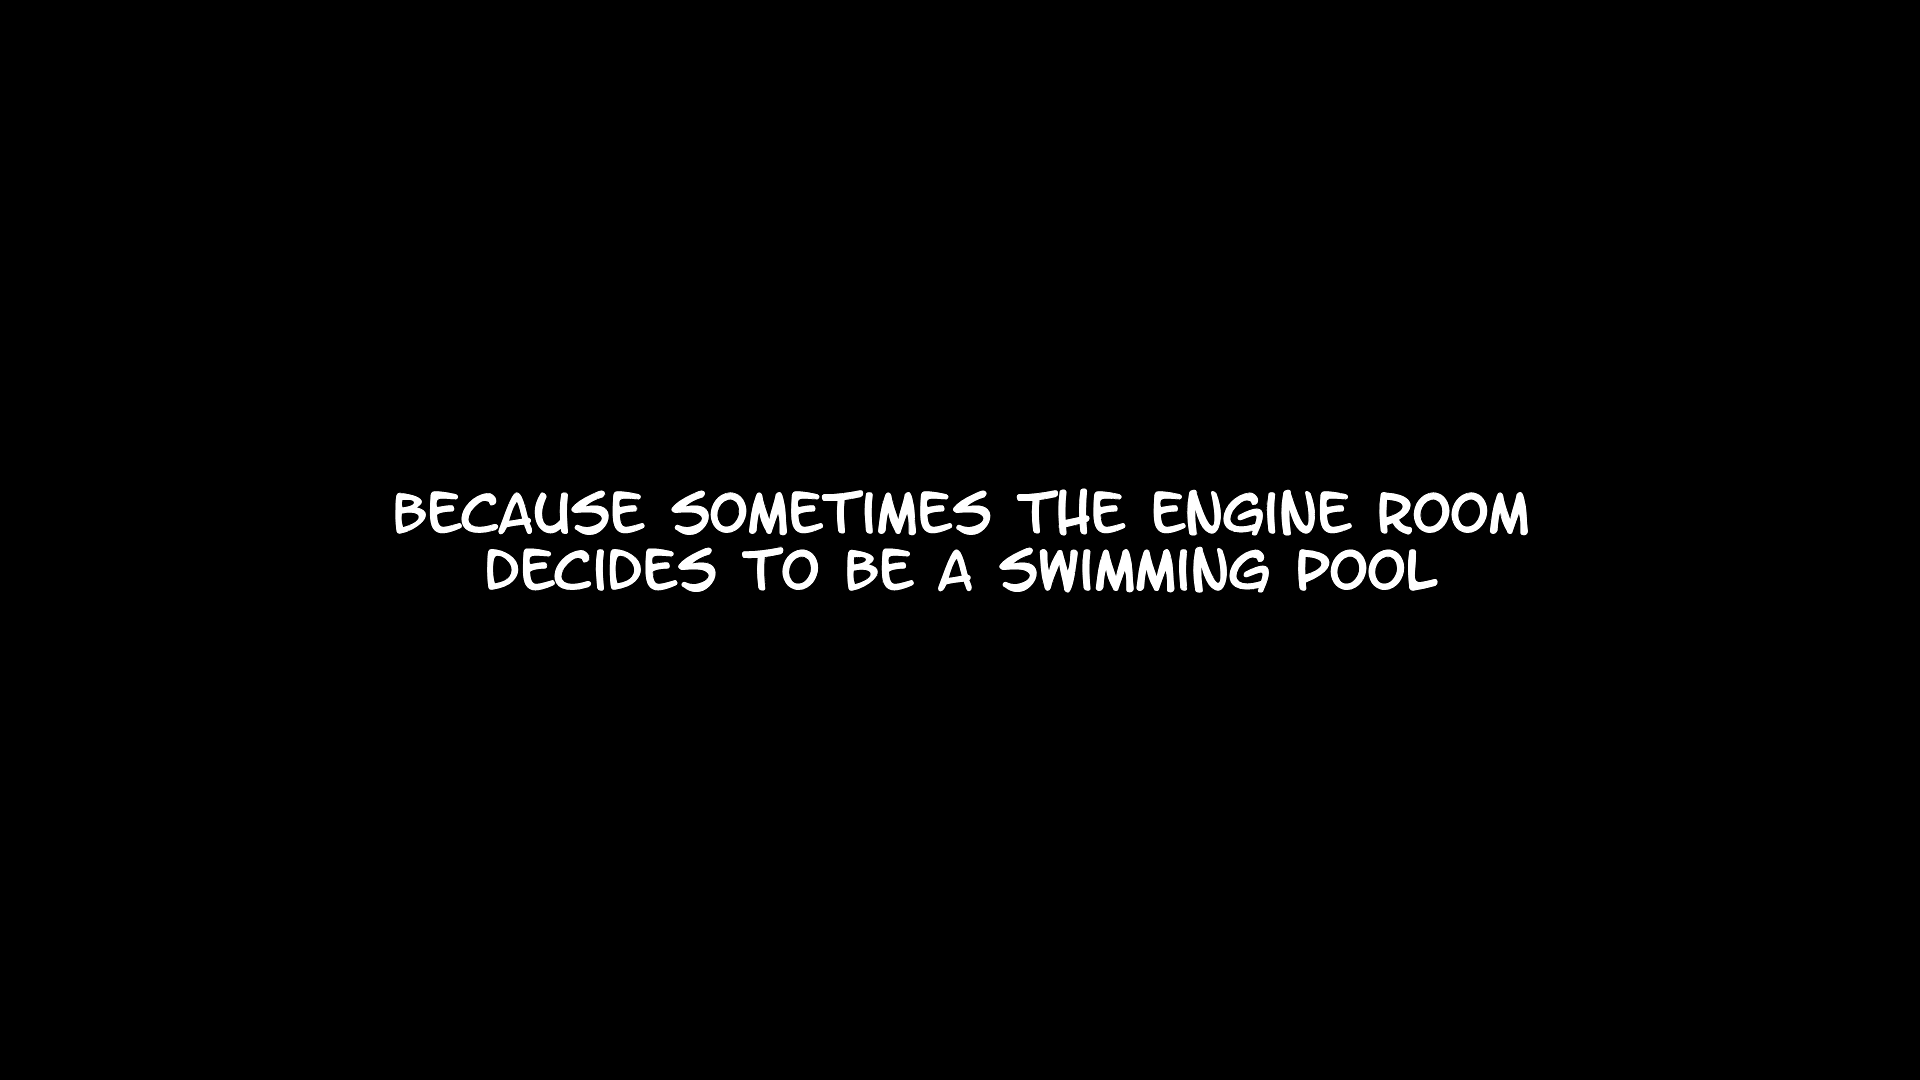 BECAUSE SOMETIMES THE ENGINE ROOM
DECIDES TO BE A SWIMMING POOL